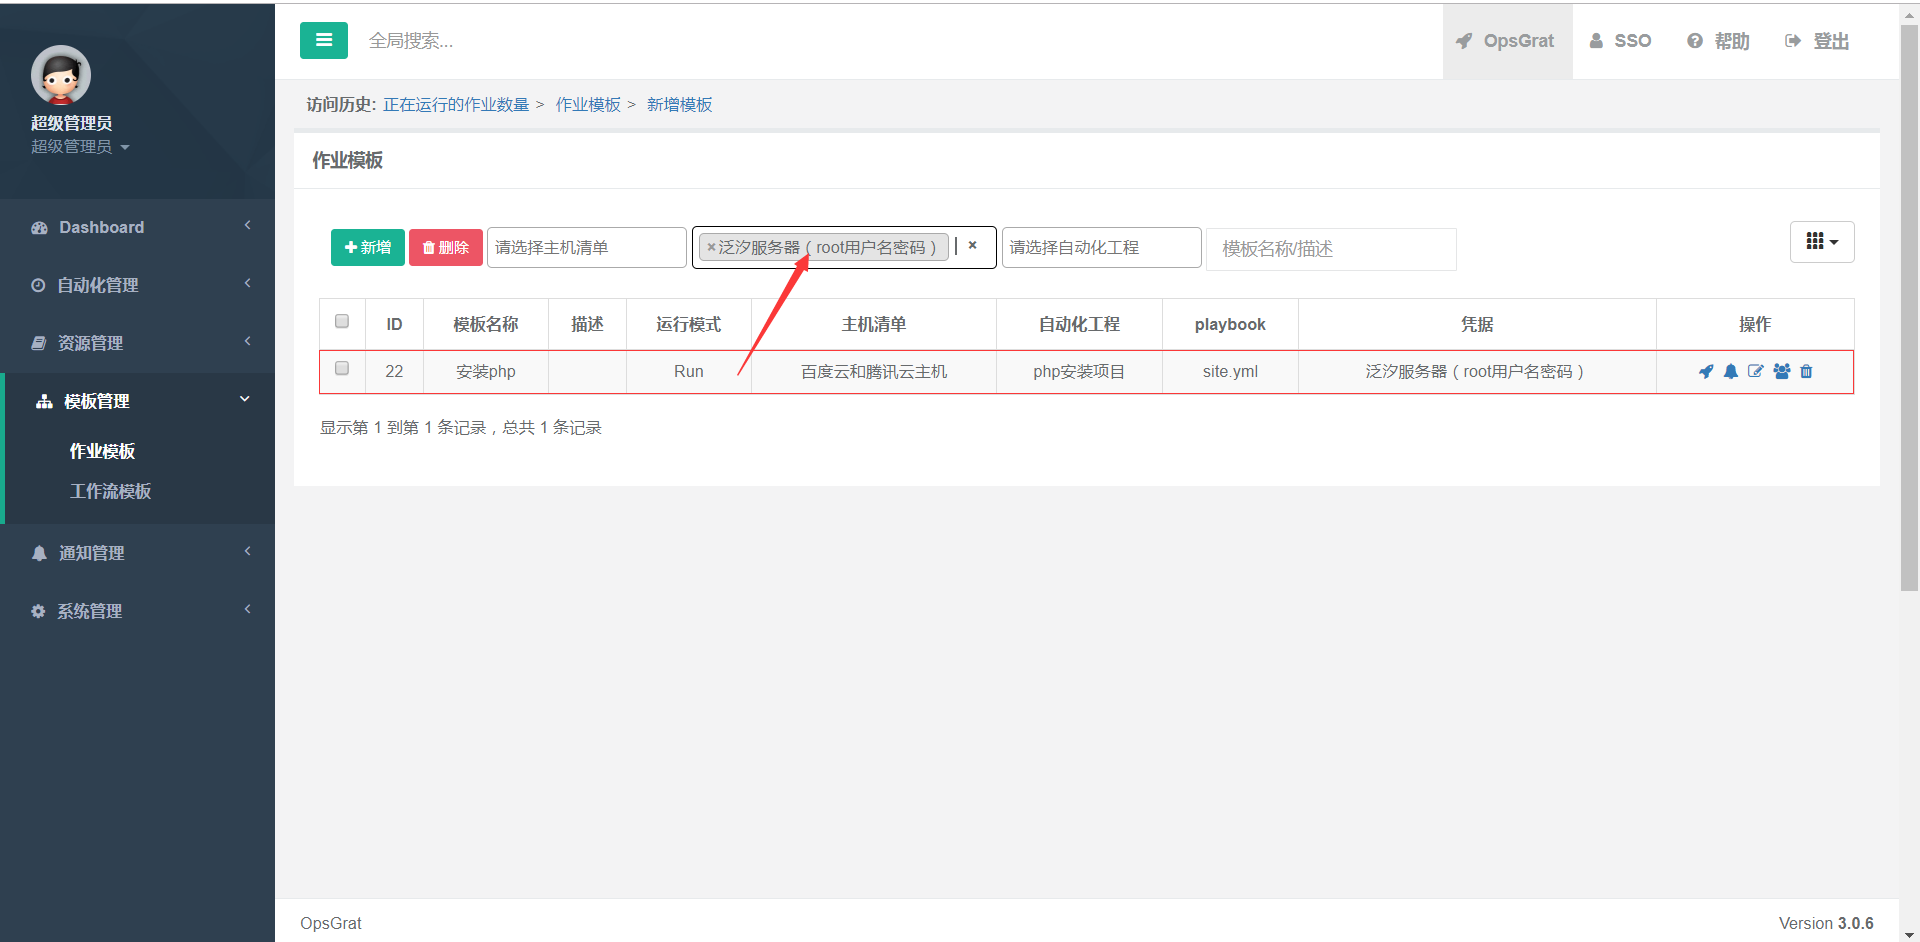 超级管理员
超级管理员
Dashboard
自动化管理
资源管理
模板管理
作业模板
工作流模板
通知管理
系统管理
全局搜索...
OpsGrat
SSO
帮助
登出
访问历史: 正在运行的作业数量 > 作业模板 > 新增模板
作业模板
新增 删除 请选择主机清单 ×泛汐服务器（root用户名密码） × 请选择自动化工程 模板名称/描述
ID 模板名称 描述 运行模式 主机清单 自动化工程 playbook 凭据 操作
22 安装php Run 百度云和腾讯云主机 php安装项目 site.yml 泛汐服务器（root用户名密码）
显示第 1 到第 1 条记录，总共 1 条记录
OpsGrat
Version 3.0.6